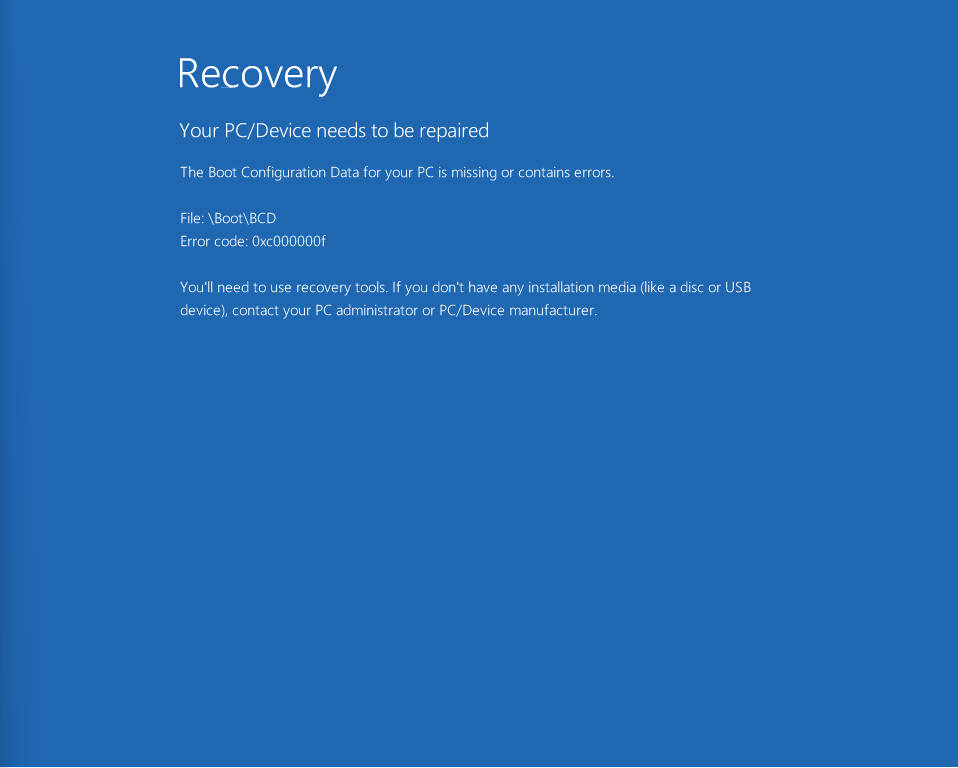 Recovery
Your PC/Device needs to be repaired
The Boot Configuration Data for your PC is missing or contains errors.
File: \Boot\BCD
Error code: 0xc000000f
You'll need to use recovery tools. If you don't have any installation media (like a disc or USB
device), contact your PC administrator or PC/Device manufacturer.